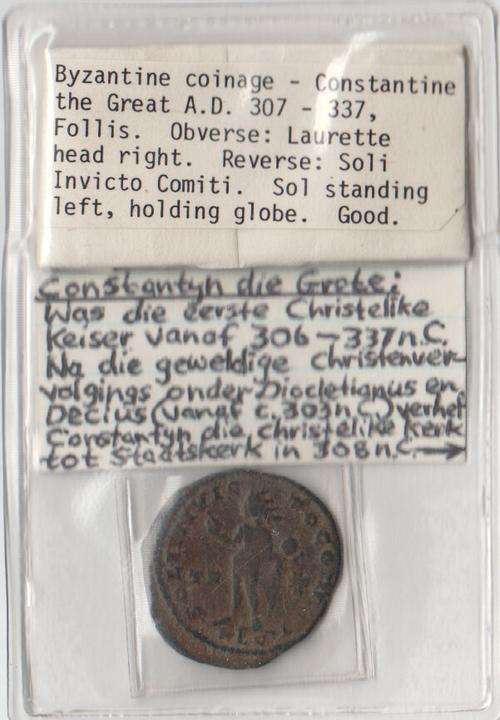 Byzantine coinage - Constantine
the Great A.D. 307 - 337,
Follis. Obverse: Laurette
head right. Reverse: Soli
Invicto Comiti. Sol standing
left, holding globe. Good.
Constantyn die Grote:
Was die eerste Christelike
Keiser vanaf 306-337 n.C.
Na die geweldige Christenver-
volgings onder Diocletianus en
Decius (vanaf c. 303 n.C.) verhef
Constantyn die christelike Kerk
tot Staatskerk in 308 n.C.→